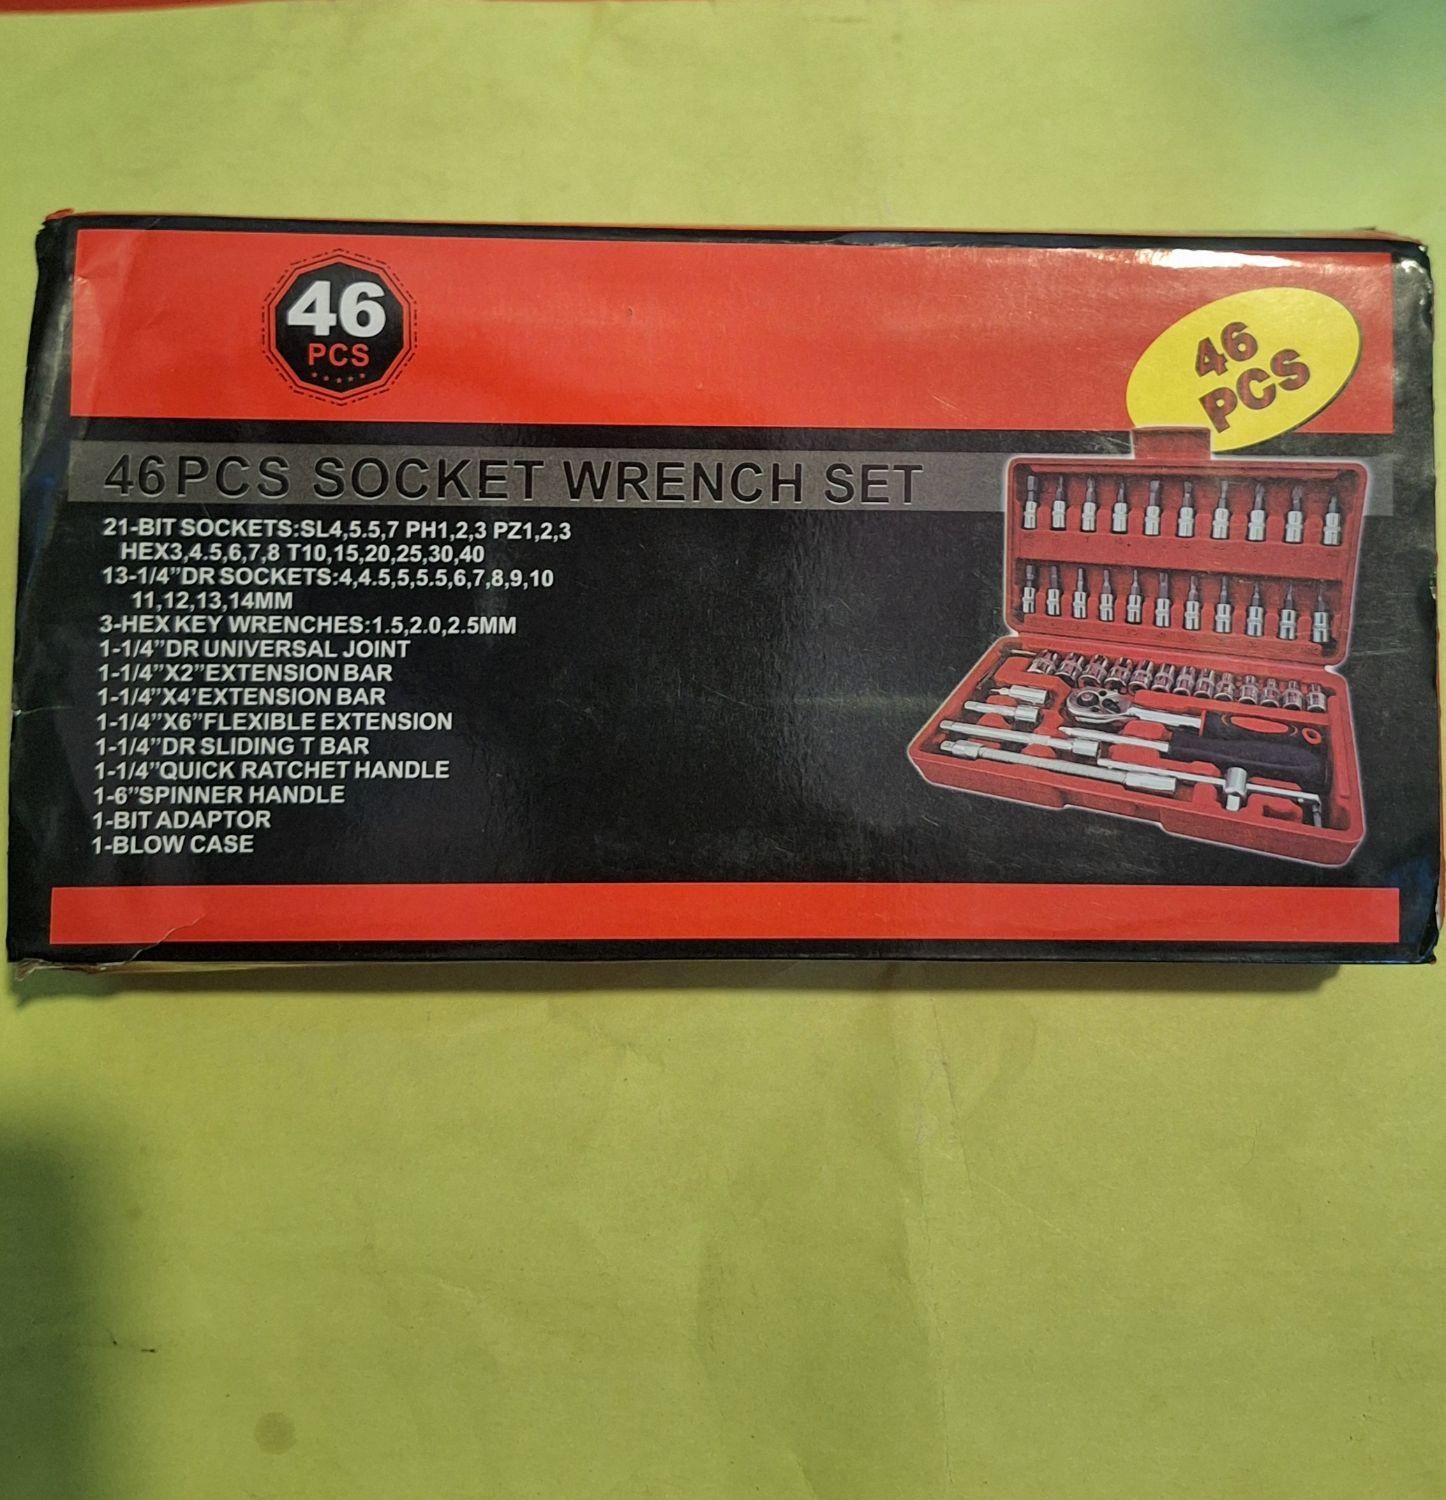 46
PCS
46
PCS
46PCS SOCKET WRENCH SET
21-BIT SOCKETS:SL4,5.5,7 PH1,2,3 PZ1,2,3
HEX3,4.5,6,7,8 T10,15,20,25,30,40
13-1/4”DR SOCKETS:4,4.5,5,5.5,6,7,8,9,10
11,12,13,14MM
3-HEX KEY WRENCHES:1.5,2.0,2.5MM
1-1/4”DR UNIVERSAL JOINT
1-1/4”X2”EXTENSION BAR
1-1/4”X4’EXTENSION BAR
1-1/4”X6”FLEXIBLE EXTENSION
1-1/4”DR SLIDING T BAR
1-1/4”QUICK RATCHET HANDLE
1-6”SPINNER HANDLE
1-BIT ADAPTOR
1-BLOW CASE